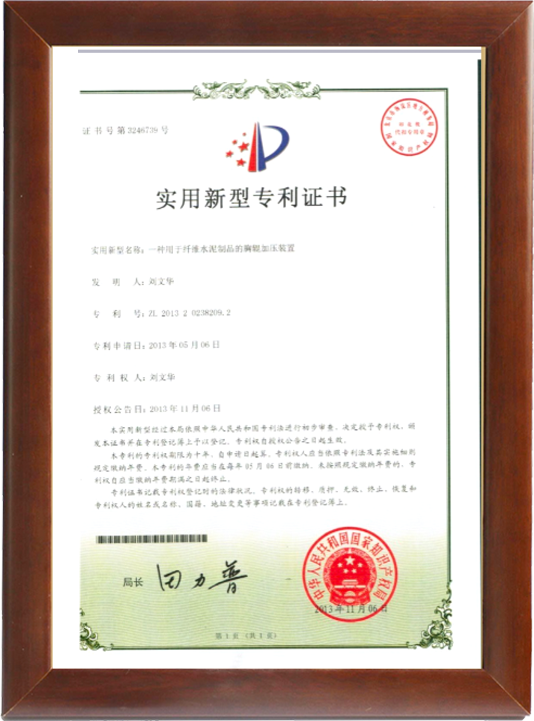 证书号第3246739号
实用新型专利证书
实用新型名称：一种用于纤维水泥制品的胸辊加压装置
发 明 人：刘文华
专 利 号：ZL 2013 2 0238209.2
专利申请日：2013年05月06日
专 利 权 人：刘文华
授权公告日：2013年11月06日
本实用新型经过本局依照中华人民共和国专利法进行初步审查，决定授予专利权，颁
发本证书并在专利登记簿上予以登记。专利权自授权公告之日起生效。
本专利的专利权期限为十年，自申请日起算。专利权人应当依照专利法及其实施细则
规定缴纳年费。本专利的年费应当在每年05月06日前缴纳。未按照规定缴纳年费的，专
利权自应当缴纳年费期满之日起终止。
专利证书记载专利权登记时的法律状况。专利权的转移、质押、无效、终止、恢复和
专利权人的姓名或名称、国籍、地址变更等事项记载在专利登记簿上。
局长 田力普
中华人民共和国国家知识产权局
2013年11月06日
第1页（共1页）